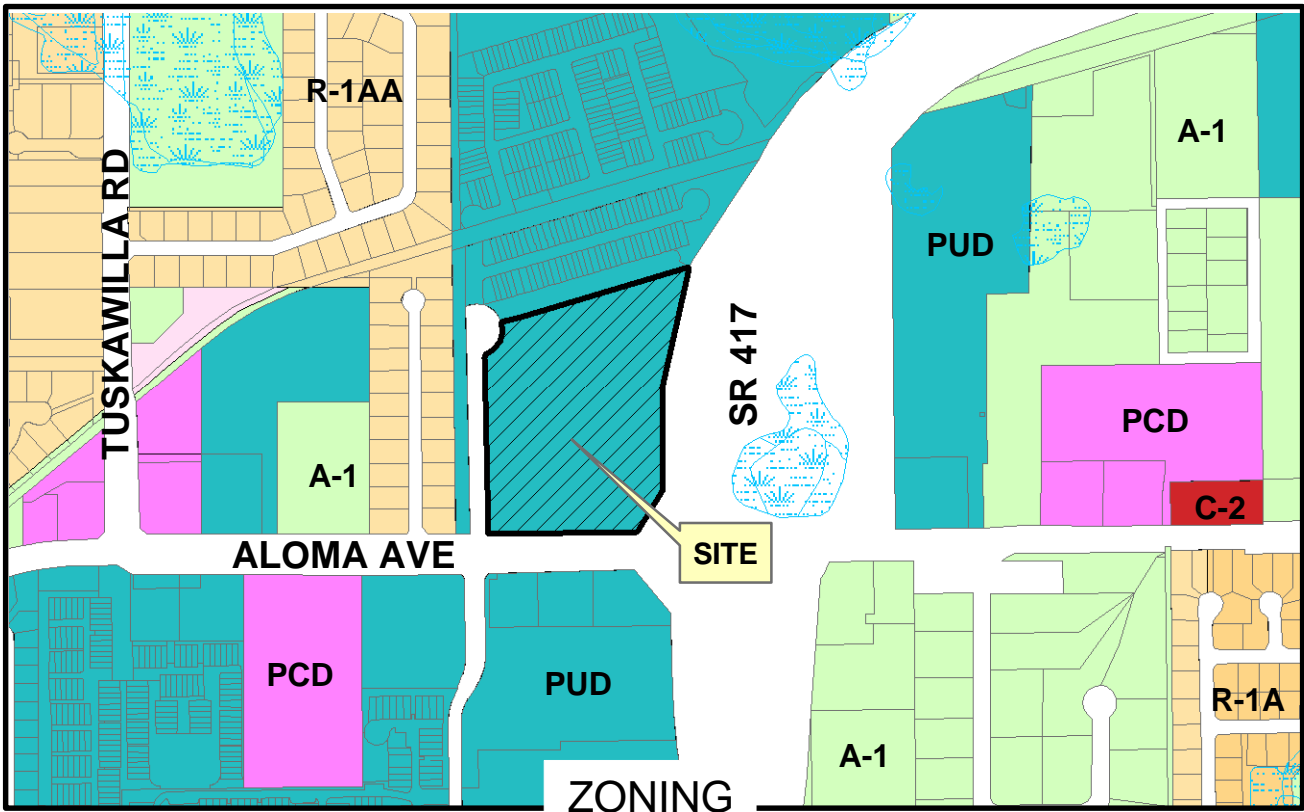 R-1AA
A-1
TUSKAWILLA RD
PUD
SR 417
PCD
A-1
C-2
ALOMA AVE
SITE
PCD
PUD
R-1A
A-1
ZONING